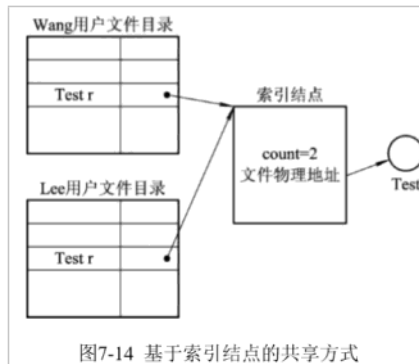 Wang用户文件目录
Test r
索引结点
count=2
文件物理地址
Test
Lee用户文件目录
Test r
图7-14 基于索引结点的共享方式